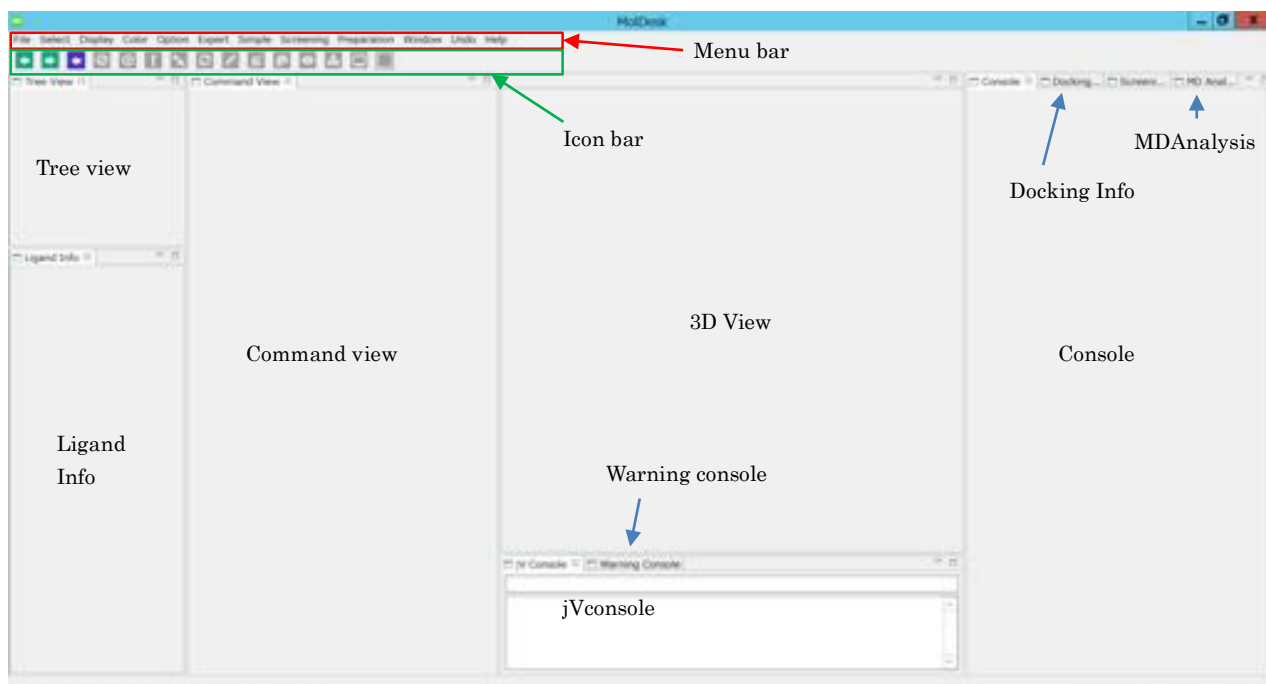 MolDesk
File Select Display Color Option Expert Simple Screening Preparation Window Undo Help
Menu bar
Tree View
Command View
Console
Docking...
Screeni...
MD Anal...
Icon bar
MDAnalysis
Tree view
Docking Info
Ligand Info
3D View
Command view
Console
Ligand
Info
Warning console
jV Console
Warning Console
jVconsole